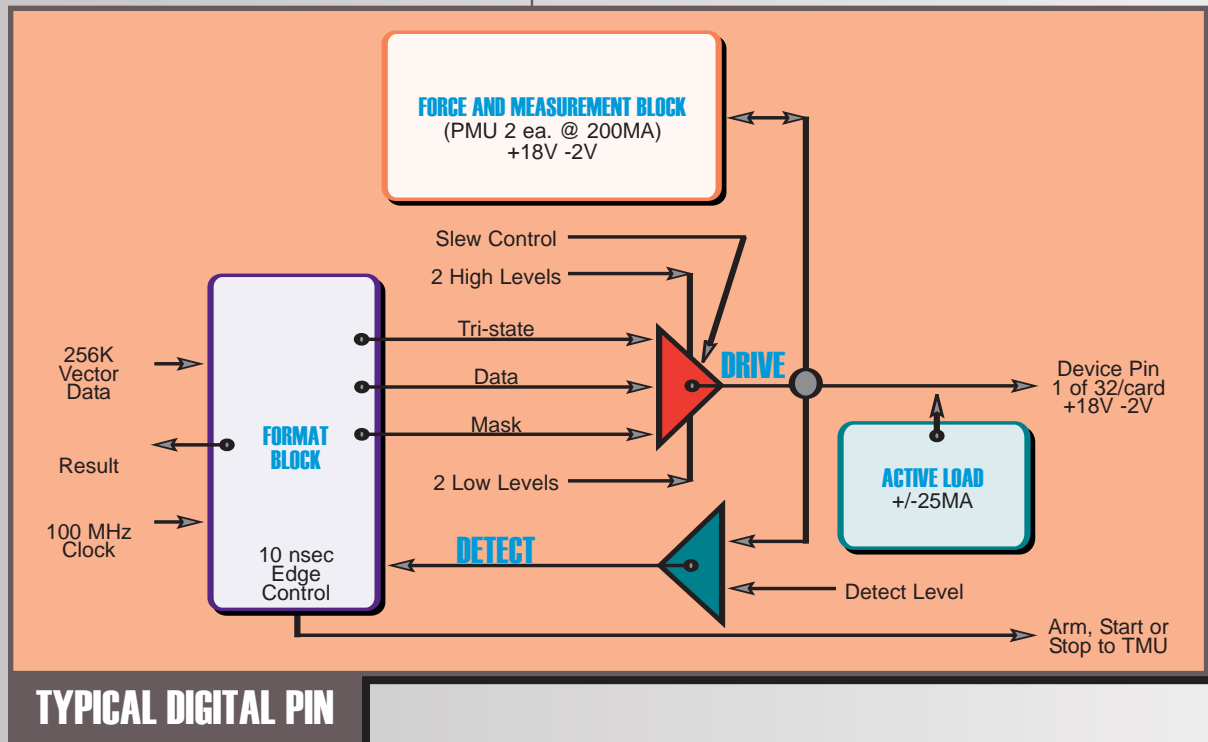 FORCE AND MEASUREMENT BLOCK
(PMU 2 ea. @ 200MA)
+18V -2V
Slew Control
2 High Levels
Tri-state
Data
Mask
2 Low Levels
DRIVE
256K
Vector
Data
Result
100 MHz
Clock
FORMAT
BLOCK
10 nsec
Edge
Control
DETECT
Detect Level
Device Pin
1 of 32/card
+18V -2V
ACTIVE LOAD
+/-25MA
Arm, Start or
Stop to TMU
TYPICAL DIGITAL PIN